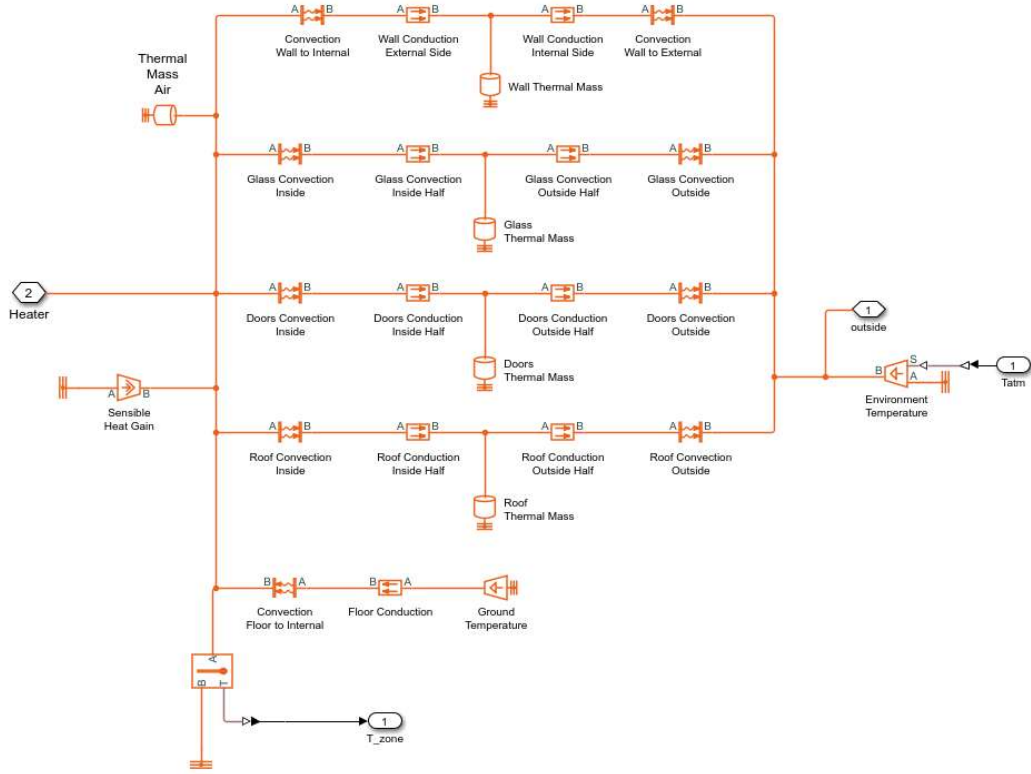 A B A B A B A B
Convection
Wall to Internal
Wall Conduction
External Side
Wall Conduction
Internal Side
Convection
Wall to External
Thermal
Mass
Air
Wall Thermal Mass
A B A B A B A B
Glass Convection
Inside
Glass Convection
Inside Half
Glass Convection
Outside Half
Glass Convection
Outside
Glass
Thermal Mass
2
Heater
A B A B A B A B
Doors Convection
Inside
Doors Conduction
Inside Half
Doors Conduction
Outside Half
Doors Convection
Outside
1
outside
Doors
Thermal Mass
B S A
1
Tatm
Environment
Temperature
A B
Sensible
Heat Gain
A B A B A B A B
Roof Convection
Inside
Roof Conduction
Inside Half
Roof Conduction
Outside Half
Roof Convection
Outside
Roof
Thermal Mass
B A B A
Convection
Floor to Internal
Floor Conduction
Ground
Temperature
A
B T
1
T_zone